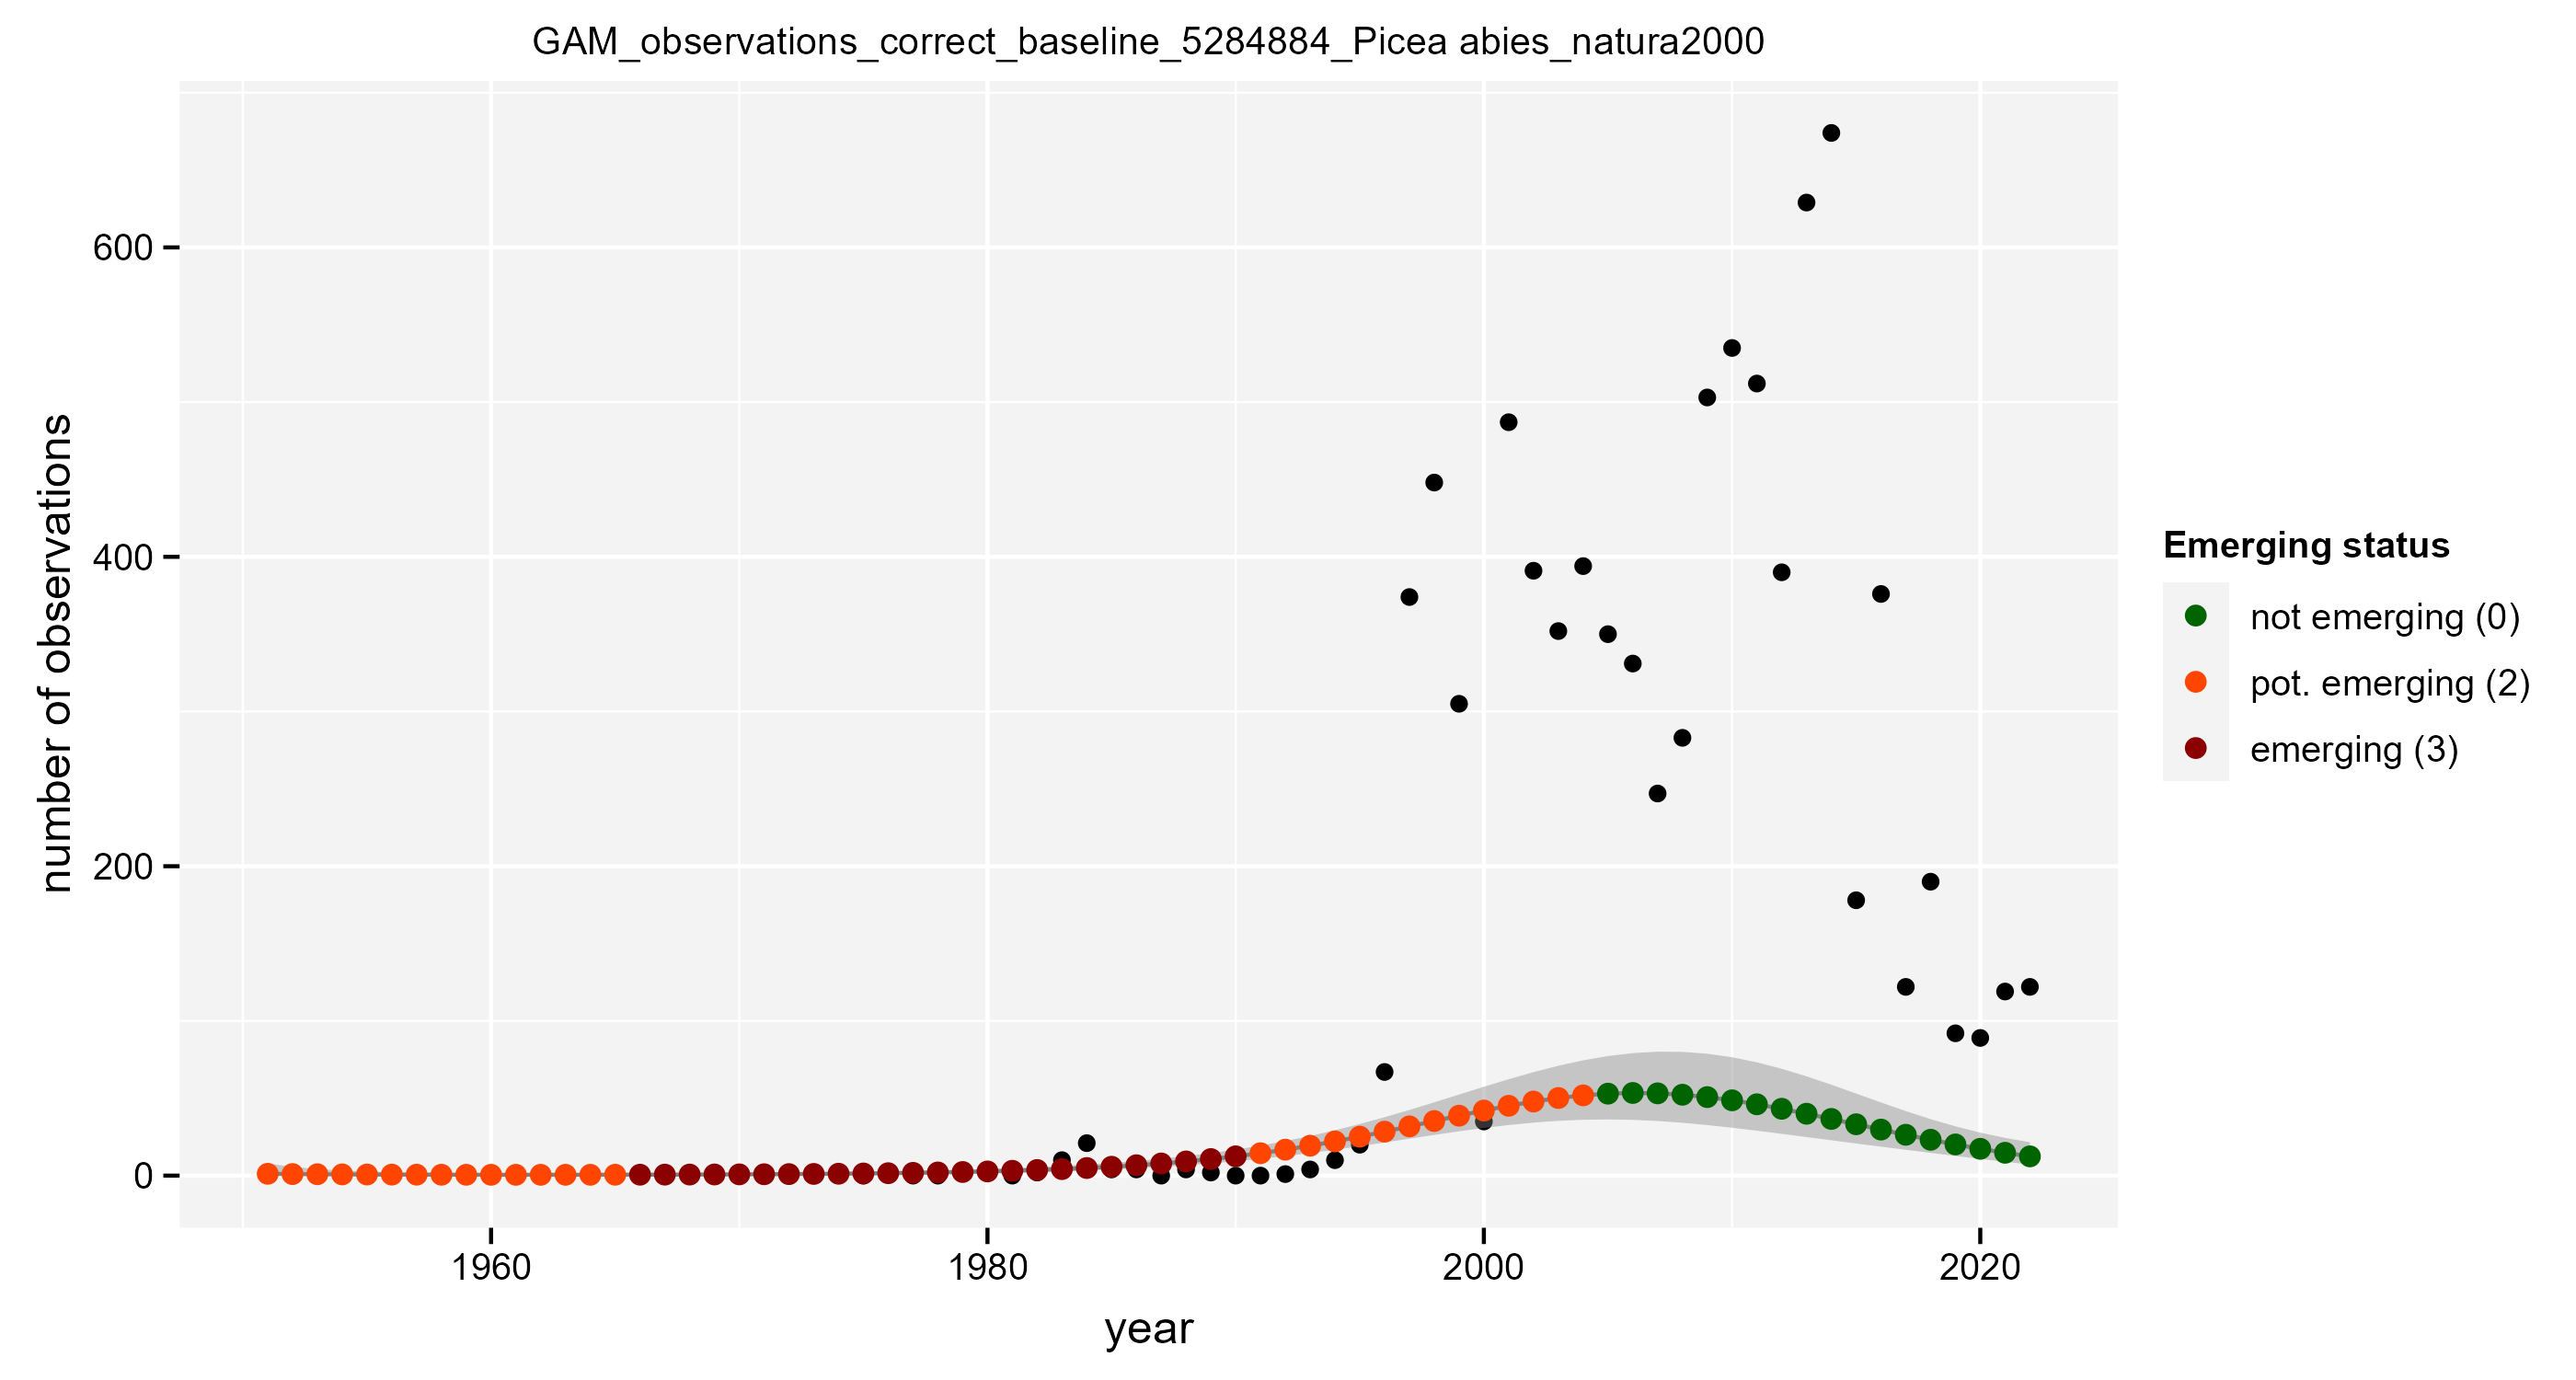 GAM_observations_correct_baseline_5284884_Picea abies_natura2000
number of observations
600
400
200
0
1960
1980
2000
2020
year
Emerging status
not emerging (0)
pot. emerging (2)
emerging (3)